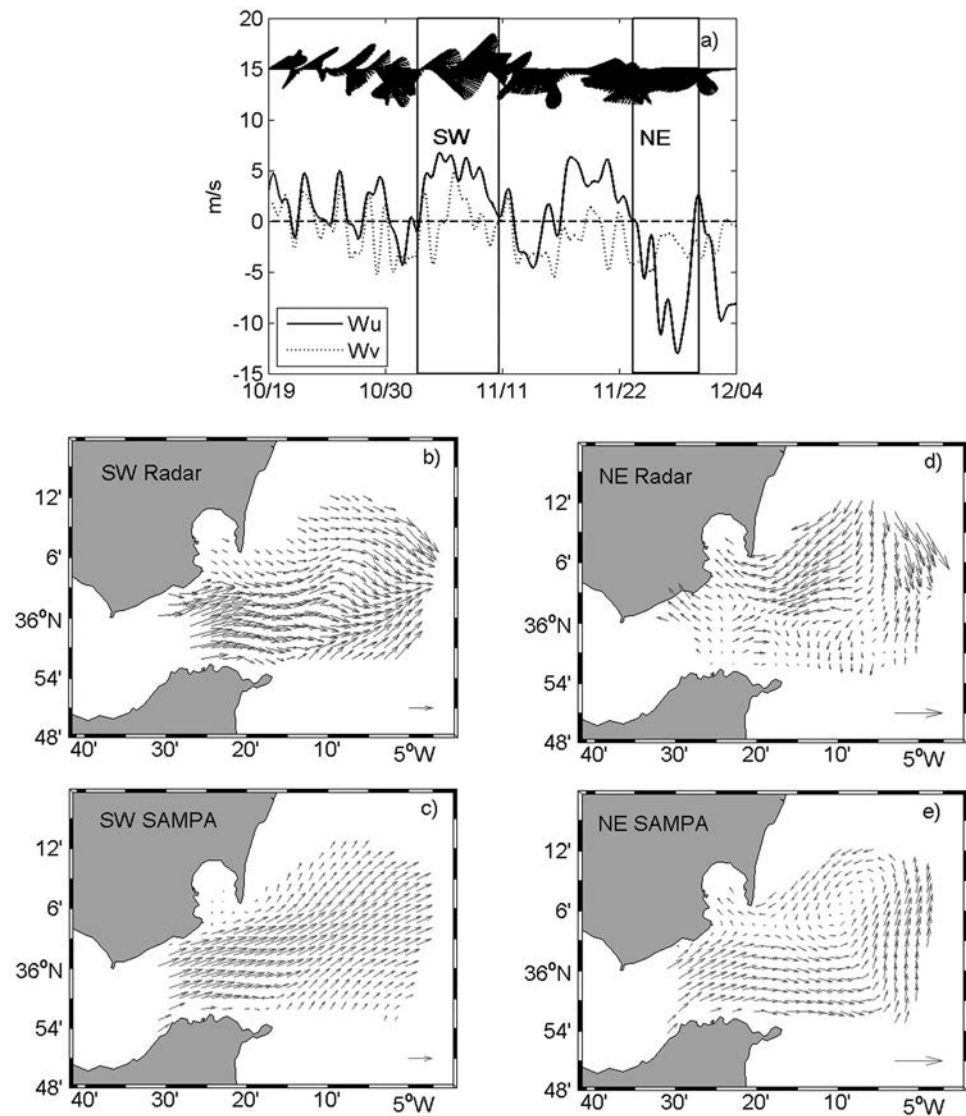 a)
20
15
10
5
0
-5
-10
-15
m/s
SW
NE
Wu
Wv
10/19 10/30 11/11 11/22 12/04
SW Radar b)
12'
6'
36°N
54'
48'
40' 30' 20' 10' 5°W
NE Radar d)
12'
6'
36°N
54'
48'
40' 30' 20' 10' 5°W
SW SAMPA c)
12'
6'
36°N
54'
48'
40' 30' 20' 10' 5°W
NE SAMPA e)
12'
6'
36°N
54'
48'
40' 30' 20' 10' 5°W